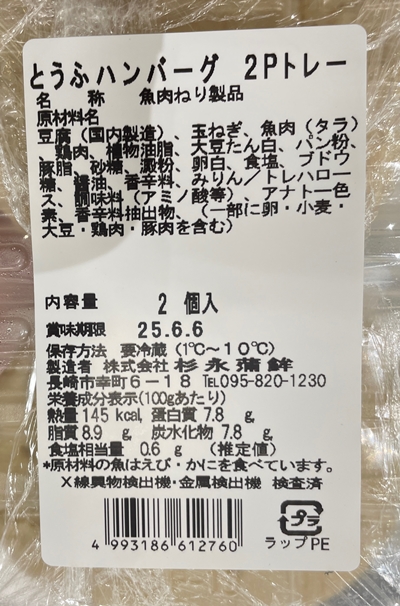 とうふハンバーグ 2Pトレー
名 称 魚肉ねり製品
原材料名
豆腐(国内製造)、玉ねぎ、魚肉(タラ)
、鶏肉、植物油脂、大豆たん白、パン粉、
豚脂、砂糖、澱粉、卵白、食塩、ブドウ
糖、醤油、香辛料、みりん/トレハロー
ス、調味料(アミノ酸等)、アナトー色
素、香辛料抽出物、(一部に卵・小麦・
大豆・鶏肉・豚肉を含む)
内容量 2 個入
賞味期限 25.6.6
保存方法 要冷蔵(1℃~10℃)
製造者 株式会社 杉永蒲鉾
長崎市幸町6-18 ℡095-820-1230
栄養成分表示(100gあたり)
熱量 145 kcal, 蛋白質 7.8 g
脂質 8.9 g 炭水化物 7.8 g
食塩相当量 0.6 g (推定値)
*原材料の魚はえび・かにを食べています。
X線異物検出機・金属検出機 検査済
プラ
ラップPE
4 993186 612760